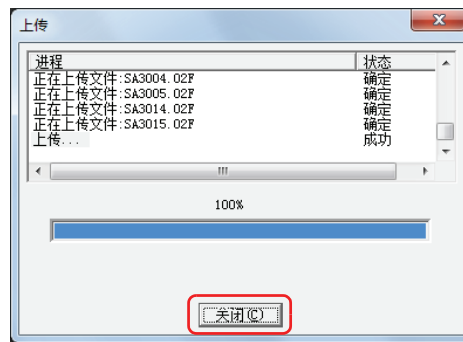 上传
进程 状态
正在上传文件:SA3004.02F 确定
正在上传文件:SA3005.02F 确定
正在上传文件:SA3014.02F 确定
正在上传文件:SA3015.02F 确定
上传... 成功
100%
关闭(C)